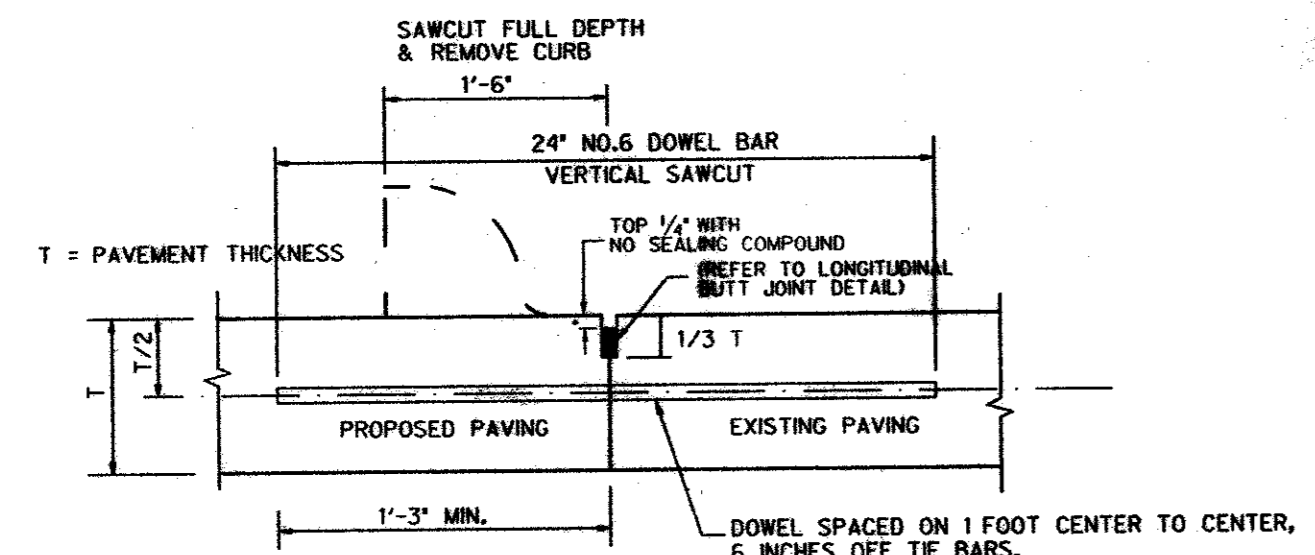 SAWCUT FULL DEPTH
& REMOVE CURB
1'-6"
24" NO.6 DOWEL BAR
VERTICAL SAWCUT
TOP 1/4" WITH
NO SEALING COMPOUND
(REFER TO LONGITUDINAL
BUTT JOINT DETAIL)
T = PAVEMENT THICKNESS
1/3 T
T/2
T
PROPOSED PAVING
EXISTING PAVING
1'-3" MIN.
DOWEL SPACED ON 1 FOOT CENTER TO CENTER,
6 INCHES OFF TIE BARS.